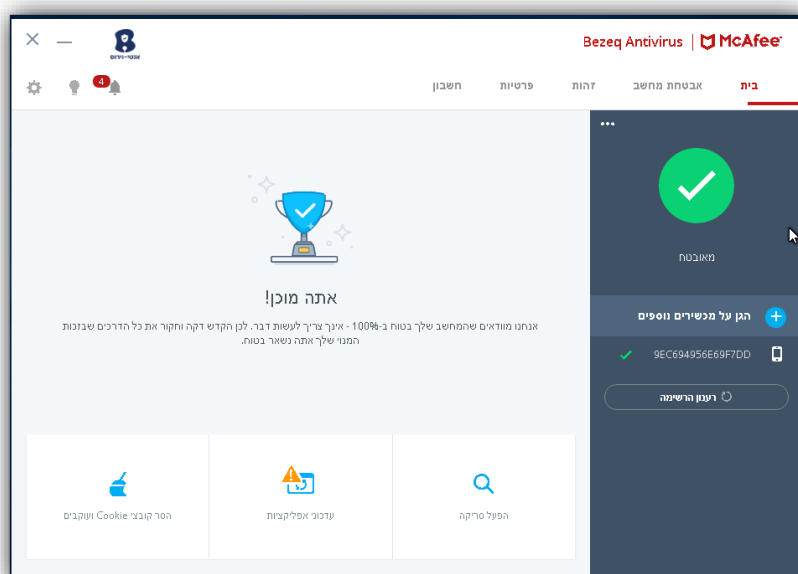 Bezeq Antivirus | McAfee
אנטי-וירוס
בית
אבטחת מחשב
זהות
פרטיות
חשבון
4
מאובטח
הגן על מכשירים נוספים
9EC694956E69F7DD
רענון הרשימה
אתה מוכן!
אנחנו מוודאים שהמחשב שלך בטוח ב-100% - אינך צריך לעשות דבר. לכן הקדש דקה וחקור את כל הדרכים שבזכות
המנוי שלך אתה נשאר בטוח.
הפעל סריקה
עדכוני אפליקציות
הסר קובצי Cookie ועוקבים